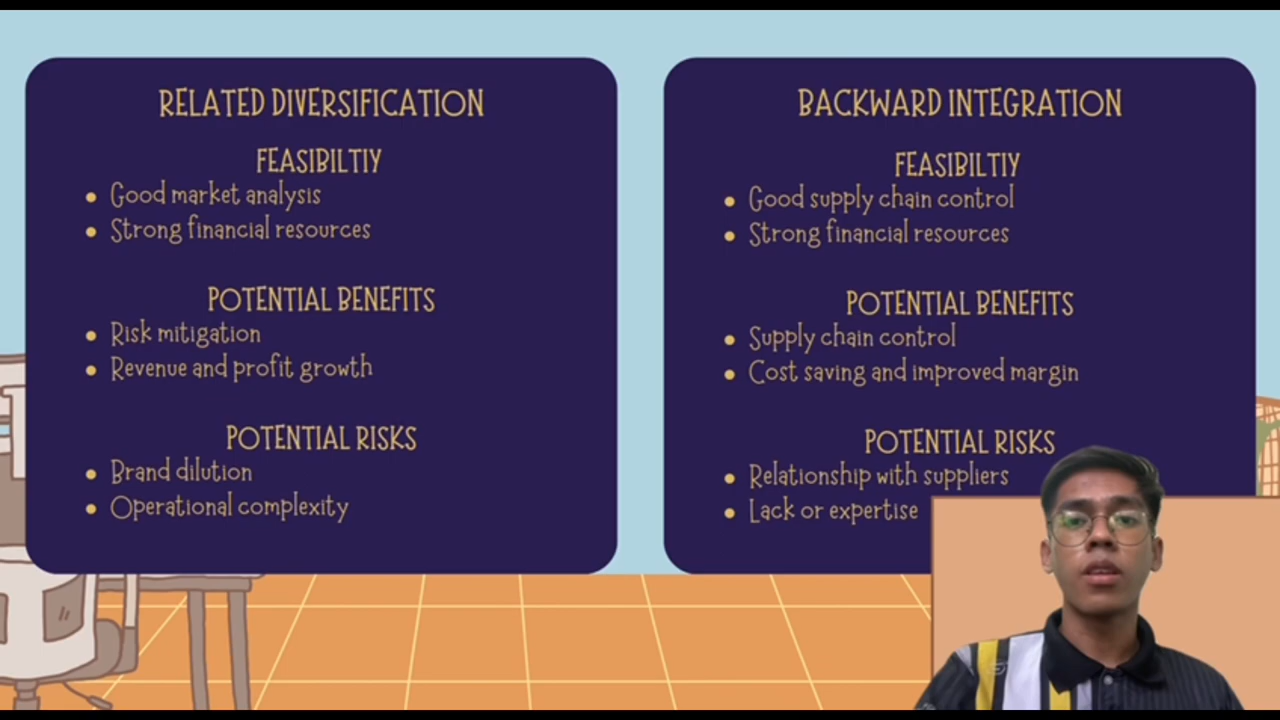 RELATED DIVERSIFICATION
FEASIBILTIY
Good market analysis
Strong financial resources
POTENTIAL BENEFITS
Risk mitigation
Revenue and profit growth
POTENTIAL RISKS
Brand dilution
Operational complexity
BACKWARD INTEGRATION
FEASIBILTIY
Good supply chain control
Strong financial resources
POTENTIAL BENEFITS
Supply chain control
Cost saving and improved margin
POTENTIAL RISKS
Relationship with suppliers
Lack or expertise